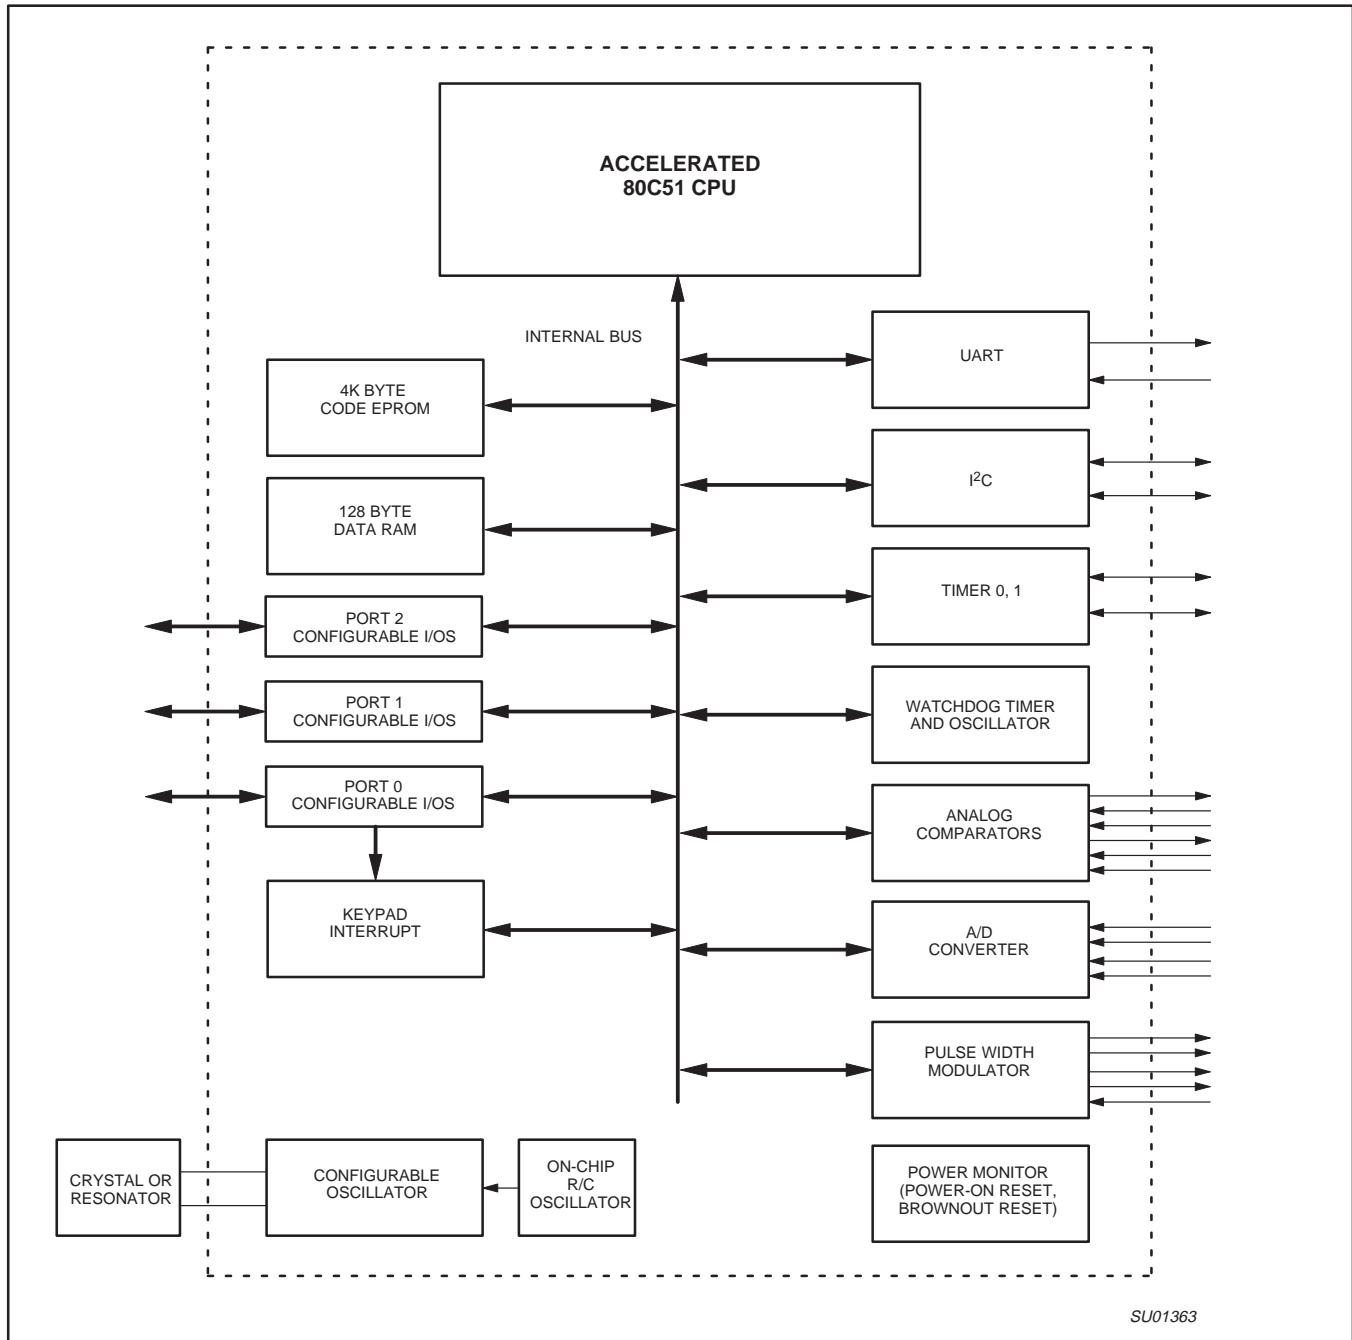 ACCELERATED
80C51 CPU
INTERNAL BUS
4K BYTE
CODE EPROM
128 BYTE
DATA RAM
PORT 2
CONFIGURABLE I/OS
PORT 1
CONFIGURABLE I/OS
PORT 0
CONFIGURABLE I/OS
KEYPAD
INTERRUPT
UART
I²C
TIMER 0, 1
WATCHDOG TIMER
AND OSCILLATOR
ANALOG
COMPARATORS
A/D
CONVERTER
PULSE WIDTH
MODULATOR
CRYSTAL OR
RESONATOR
CONFIGURABLE
OSCILLATOR
ON-CHIP
R/C
OSCILLATOR
POWER MONITOR
(POWER-ON RESET,
BROWNOUT RESET)
SU01363